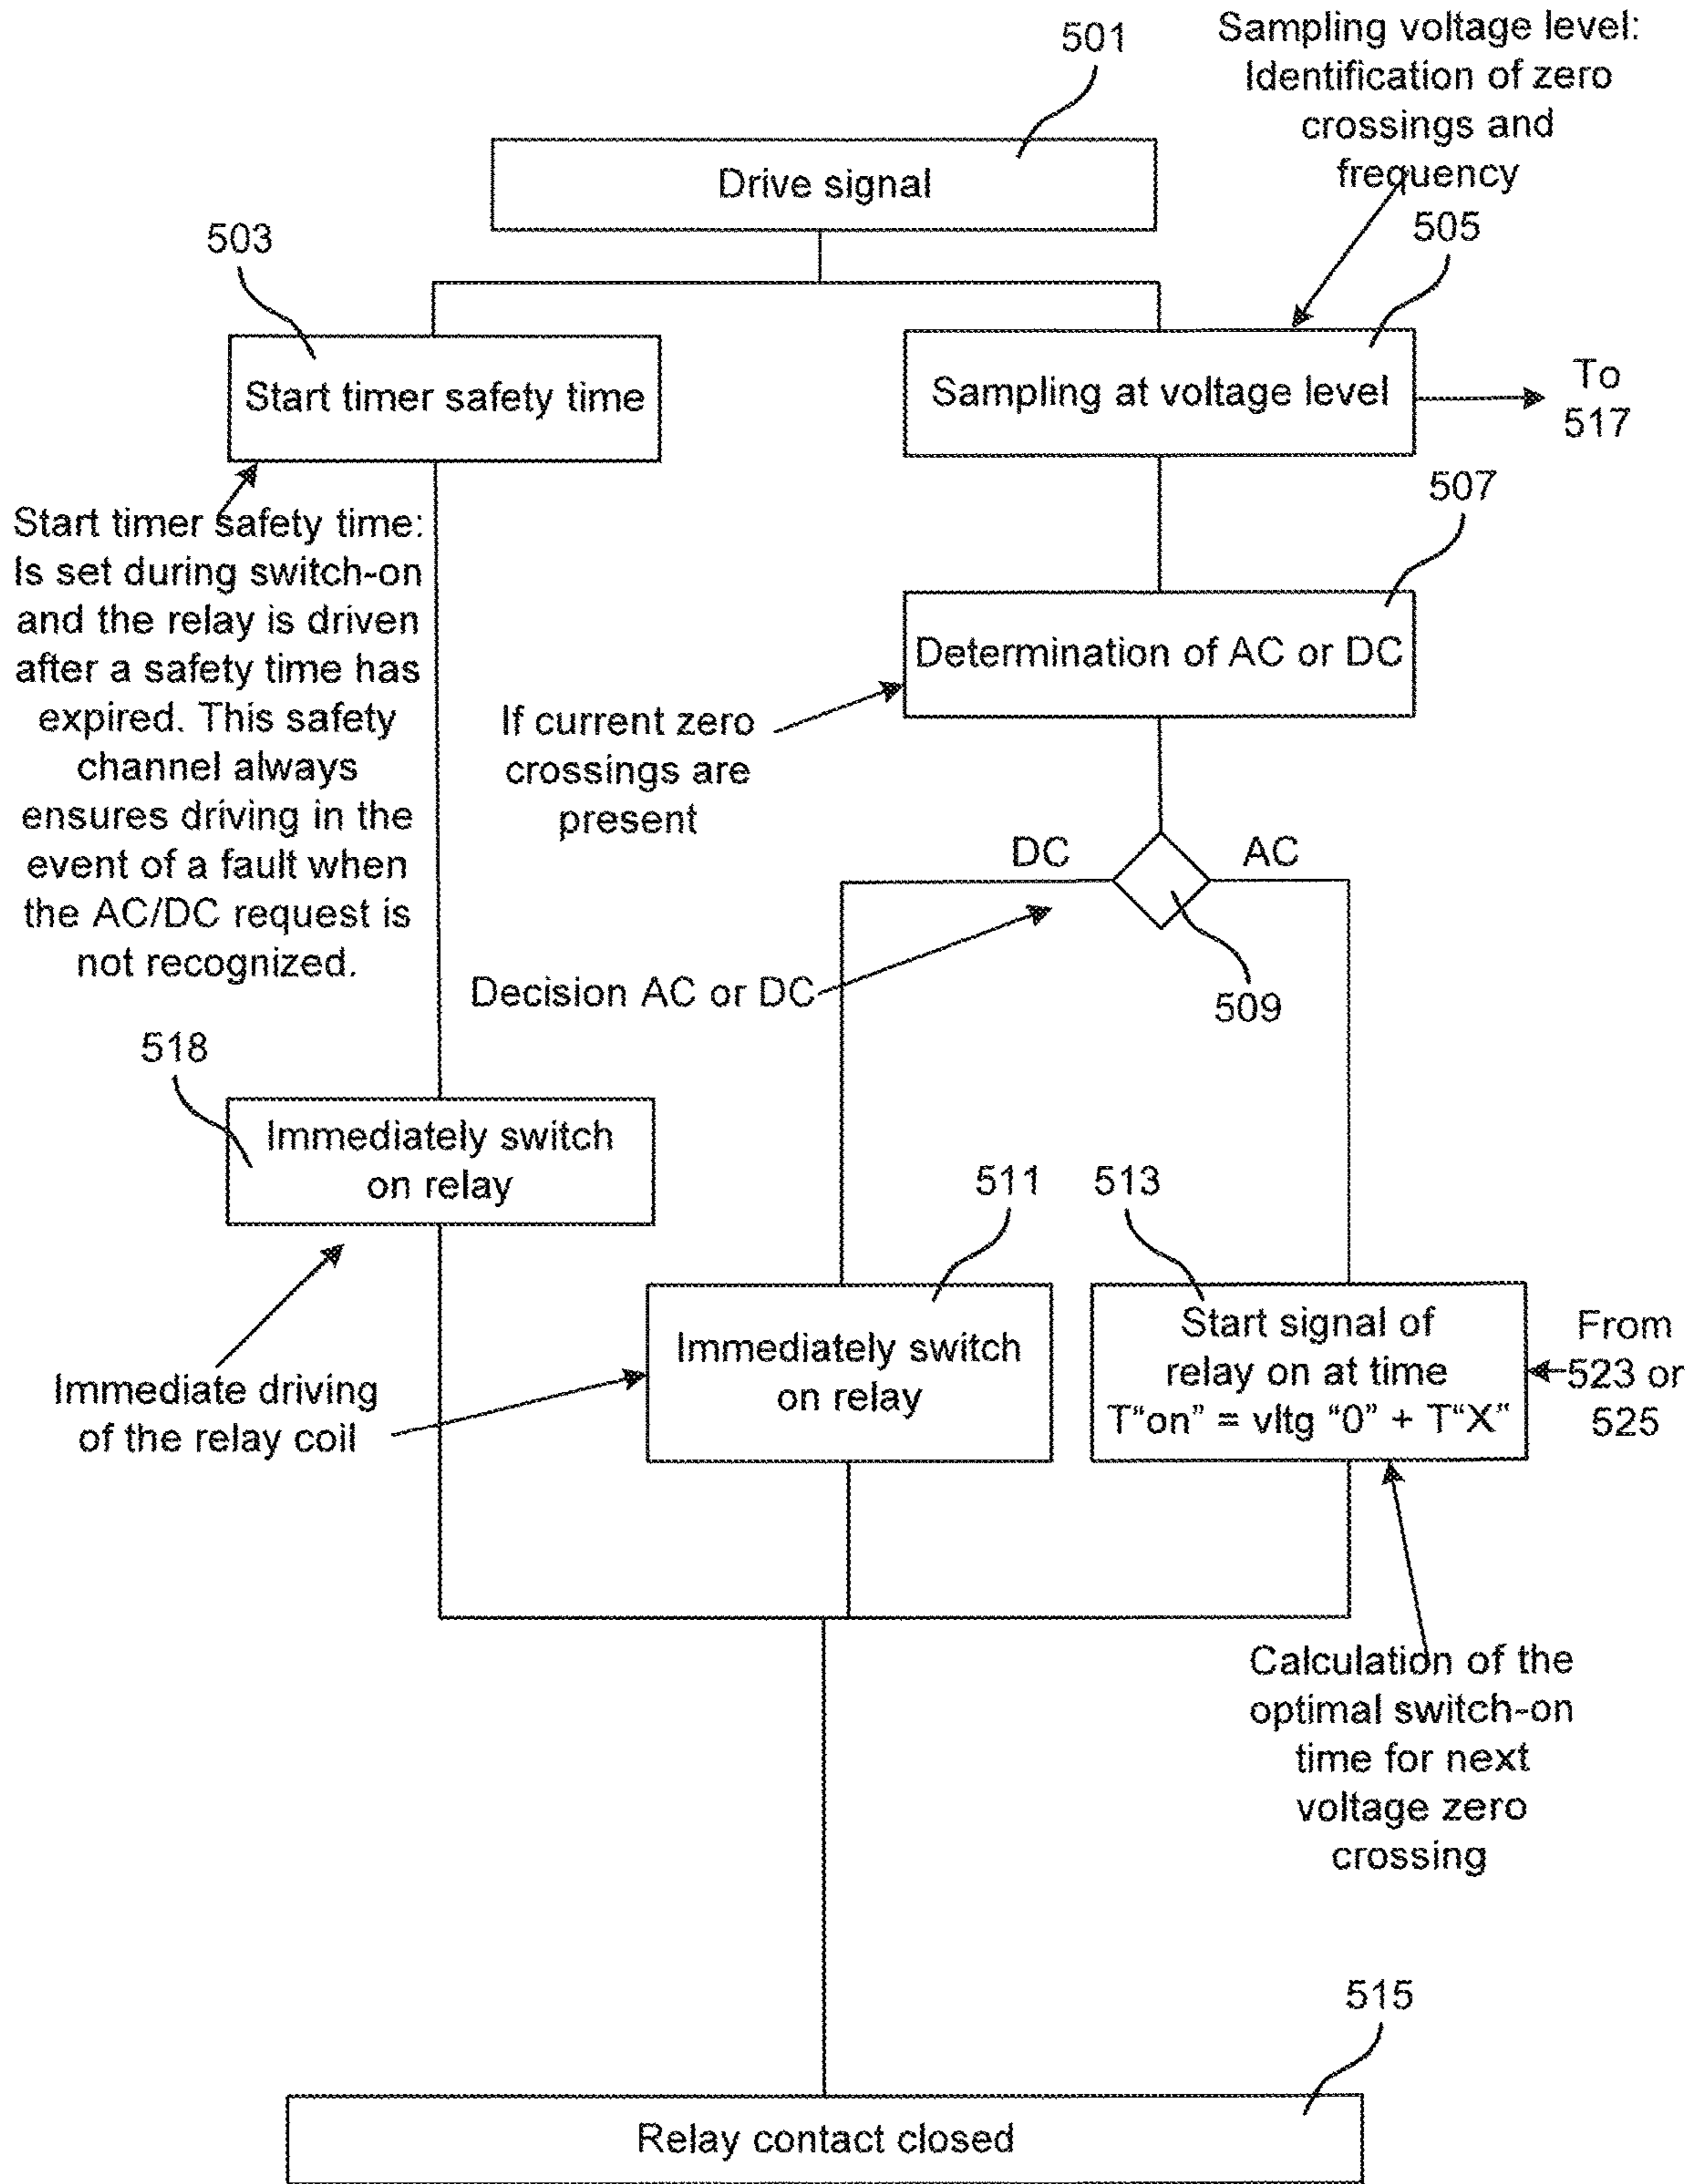 501
Sampling voltage level:
Identification of zero
crossings and
frequency
Drive signal
503
505
Start timer safety time
Sampling at voltage level
To
517
507
Start timer safety time:
Is set during switch-on
and the relay is driven
after a safety time has
expired. This safety
channel always
ensures driving in the
event of a fault when
the AC/DC request is
not recognized.
Determination of AC or DC
If current zero
crossings are
present
DC
AC
Decision AC or DC
509
518
Immediately switch
on relay
511
513
Immediate driving
of the relay coil
Immediately switch
on relay
Start signal of
relay on at time
T“on” = vltg “0” + T“X”
From
523 or
525
Calculation of the
optimal switch-on
time for next
voltage zero
crossing
515
Relay contact closed